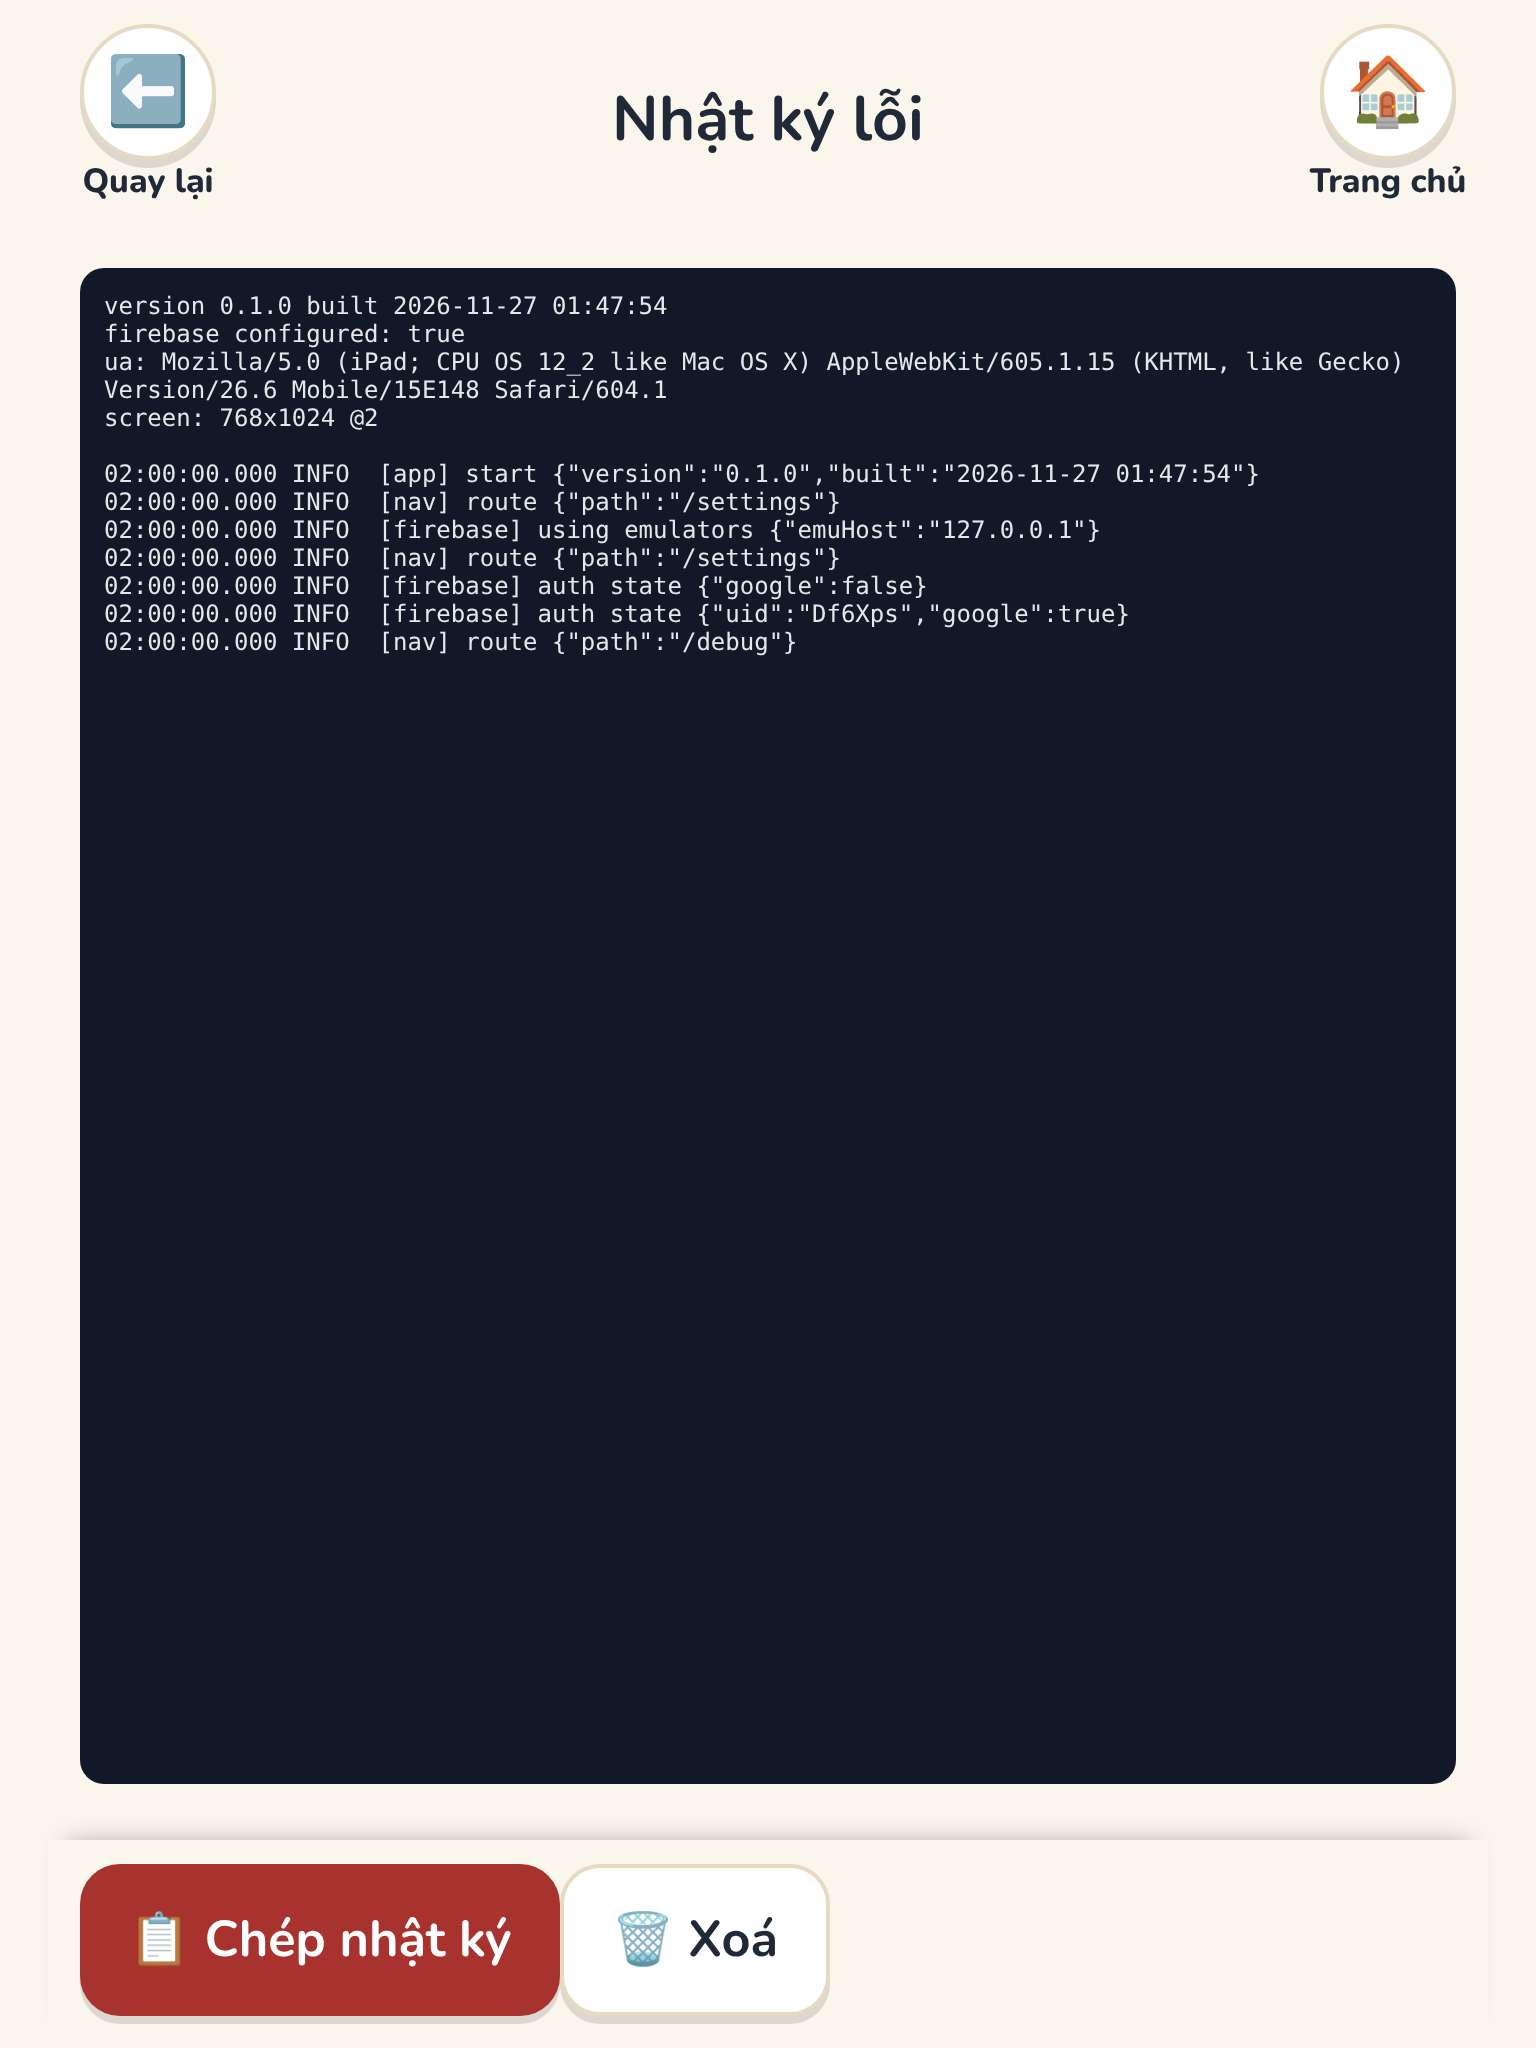 Quay lại
Nhật ký lỗi
Trang chủ
version 0.1.0 built 2026-11-27 01:47:54
firebase configured: true
ua: Mozilla/5.0 (iPad; CPU OS 12_2 like Mac OS X) AppleWebKit/605.1.15 (KHTML, like Gecko)
Version/26.6 Mobile/15E148 Safari/604.1
screen: 768x1024 @2
02:00:00.000 INFO  [app] start {"version":"0.1.0","built":"2026-11-27 01:47:54"}
02:00:00.000 INFO  [nav] route {"path":"/settings"}
02:00:00.000 INFO  [firebase] using emulators {"emuHost":"127.0.0.1"}
02:00:00.000 INFO  [nav] route {"path":"/settings"}
02:00:00.000 INFO  [firebase] auth state {"google":false}
02:00:00.000 INFO  [firebase] auth state {"uid":"Df6Xps","google":true}
02:00:00.000 INFO  [nav] route {"path":"/debug"}
Chép nhật ký
Xoá